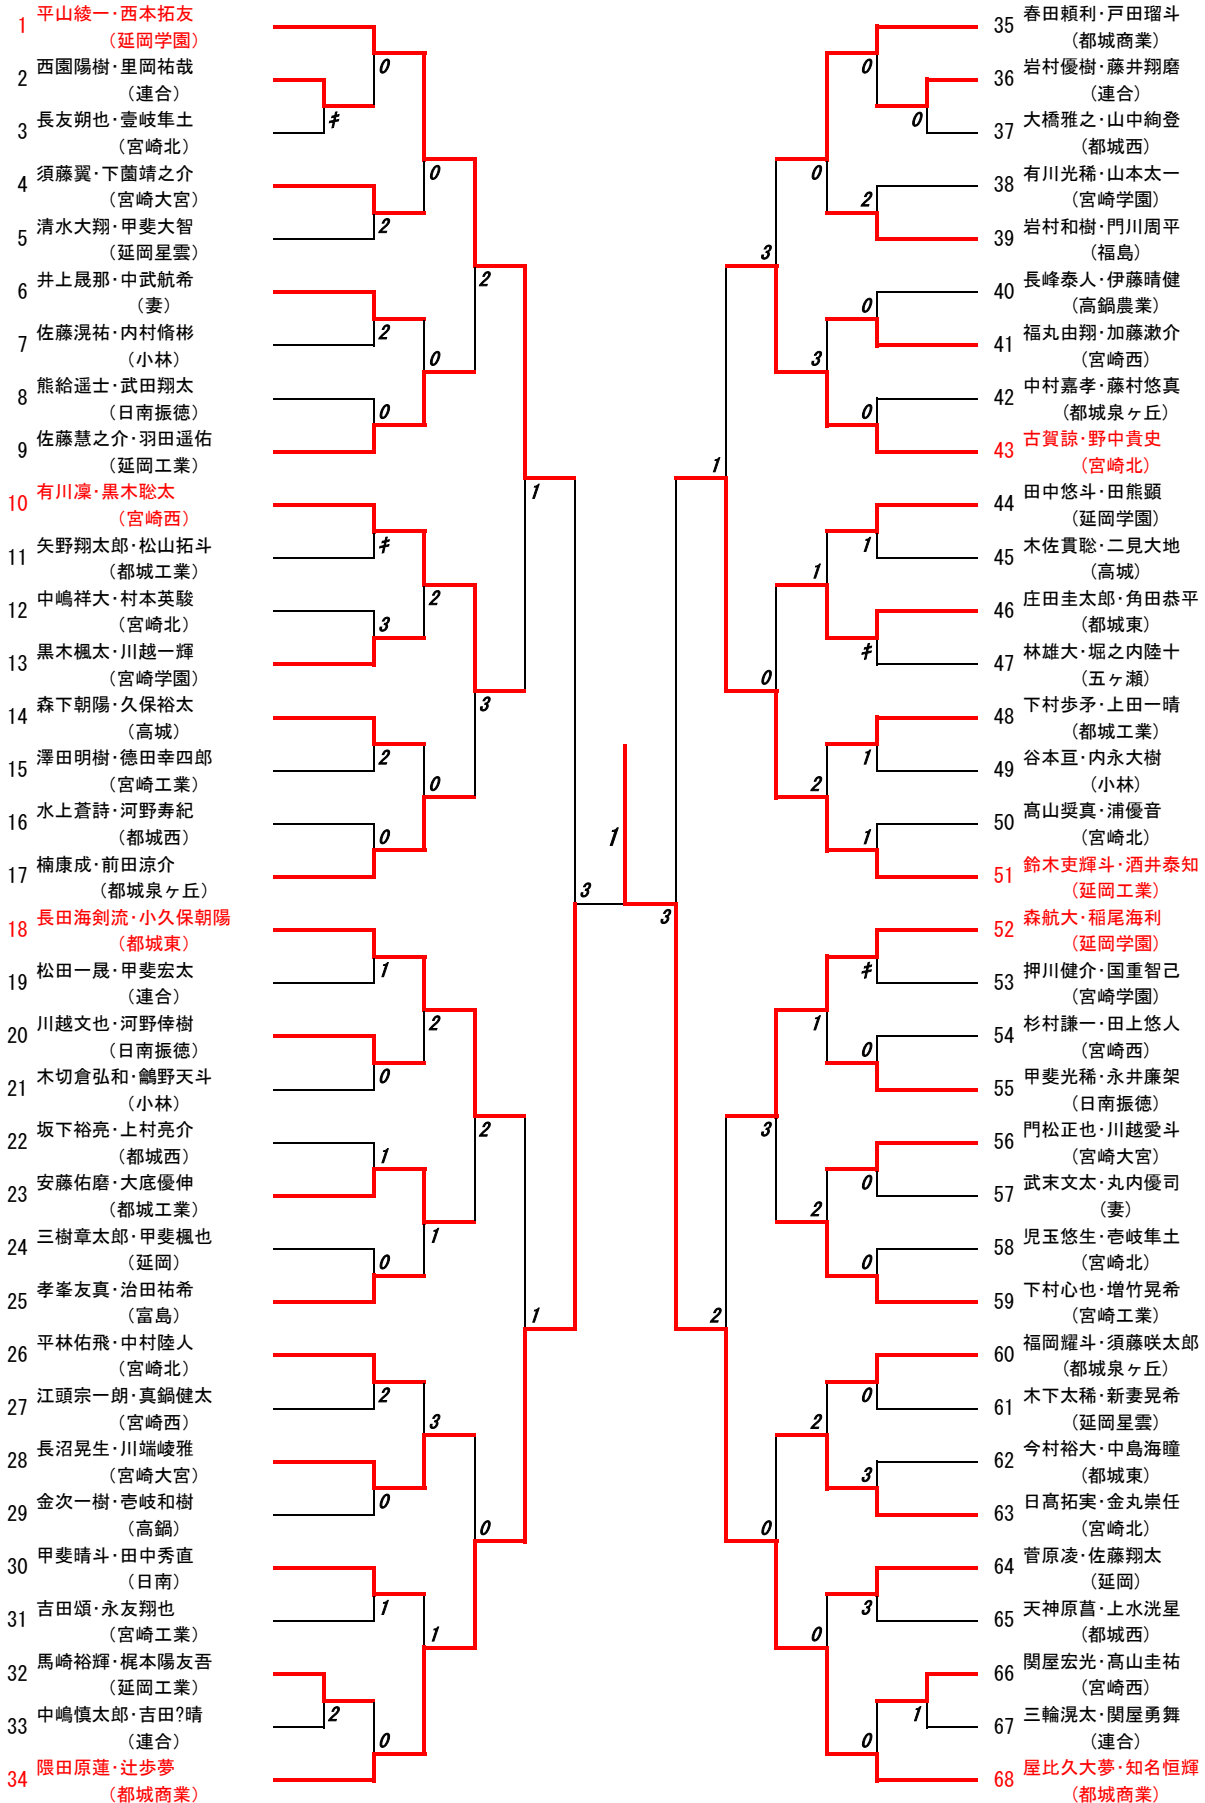 1 平山綾一・西本拓友
（延岡学園）
2 西園陽樹・里岡祐哉
（連合）
3 長友朔也・壹岐隼土
（宮崎北）
4 須藤翼・下薗靖之介
（宮崎大宮）
5 清水大翔・甲斐大智
（延岡星雲）
6 井上晟那・中武航希
（妻）
7 佐藤滉祐・内村脩彬
（小林）
8 熊給遥士・武田翔太
（日南振徳）
9 佐藤慧之介・羽田遥佑
（延岡工業）
10 有川凜・黒木聡太
（宮崎西）
11 矢野翔太郎・松山拓斗
（都城工業）
12 中嶋祥大・村本英駿
（宮崎北）
13 黒木楓太・川越一輝
（宮崎学園）
14 森下朝陽・久保裕太
（高城）
15 澤田明樹・德田幸四郎
（宮崎工業）
16 水上蒼詩・河野寿紀
（都城西）
17 楠康成・前田涼介
（都城泉ヶ丘）
18 長田海剣流・小久保朝陽
（都城東）
19 松田一晟・甲斐宏太
（連合）
20 川越文也・河野倖樹
（日南振徳）
21 木切倉弘和・鸙野天斗
（小林）
22 坂下裕亮・上村亮介
（都城西）
23 安藤佑磨・大底優伸
（都城工業）
24 三樹章太郎・甲斐楓也
（延岡）
25 孝峯友真・治田祐希
（富島）
26 平林佑飛・中村陸人
（宮崎北）
27 江頭宗一朗・真鍋健太
（宮崎西）
28 長沼晃生・川端崚雅
（宮崎大宮）
29 金次一樹・壱岐和樹
（高鍋）
30 甲斐晴斗・田中秀直
（日南）
31 吉田頌・永友翔也
（宮崎工業）
32 馬崎裕輝・梶本陽友吾
（延岡工業）
33 中嶋慎太郎・吉田?晴
（連合）
34 隈田原蓮・辻歩夢
（都城商業）
0
キ
0
2
2
2
0
0
1
キ
2
3
3
2
0
0
3
1
2
0
2
1
1
0
1
2
3
0
0
1
1
2
0
1
3
35 春田頼利・戸田瑠斗
（都城商業）
36 岩村優樹・藤井翔磨
（連合）
37 大橋雅之・山中絢登
（都城西）
38 有川光稀・山本太一
（宮崎学園）
39 岩村和樹・門川周平
（福島）
40 長峰泰人・伊藤晴健
（高鍋農業）
41 福丸由翔・加藤漱介
（宮崎西）
42 中村嘉孝・藤村悠真
（都城泉ヶ丘）
43 古賀諒・野中貴史
（宮崎北）
44 田中悠斗・田熊顕
（延岡学園）
45 木佐貫聡・二見大地
（高城）
46 庄田圭太郎・角田恭平
（都城東）
47 林雄大・堀之内陸十
（五ヶ瀬）
48 下村歩矛・上田一晴
（都城工業）
49 谷本亘・内永大樹
（小林）
50 髙山奨真・浦優音
（宮崎北）
51 鈴木吏輝斗・酒井泰知
（延岡工業）
52 森航大・稲尾海利
（延岡学園）
53 押川健介・国重智己
（宮崎学園）
54 杉村謙一・田上悠人
（宮崎西）
55 甲斐光稀・永井廉架
（日南振徳）
56 門松正也・川越愛斗
（宮崎大宮）
57 武末文太・丸内優司
（妻）
58 児玉悠生・壱岐隼土
（宮崎北）
59 下村心也・増竹晃希
（宮崎工業）
60 福岡耀斗・須藤咲太郎
（都城泉ヶ丘）
61 木下太稀・新妻晃希
（延岡星雲）
62 今村裕大・中島海瞳
（都城東）
63 日髙拓実・金丸崇任
（宮崎北）
64 菅原凌・佐藤翔太
（延岡）
65 天神原菖・上水洸星
（都城西）
66 関屋宏光・髙山圭祐
（宮崎西）
67 三輪滉太・関屋勇舞
（連合）
68 屋比久大夢・知名恒輝
（都城商業）
0
0
0
2
3
0
3
0
1
1
1
キ
0
1
2
1
3
キ
1
0
3
0
2
0
2
0
2
3
0
3
0
1
0